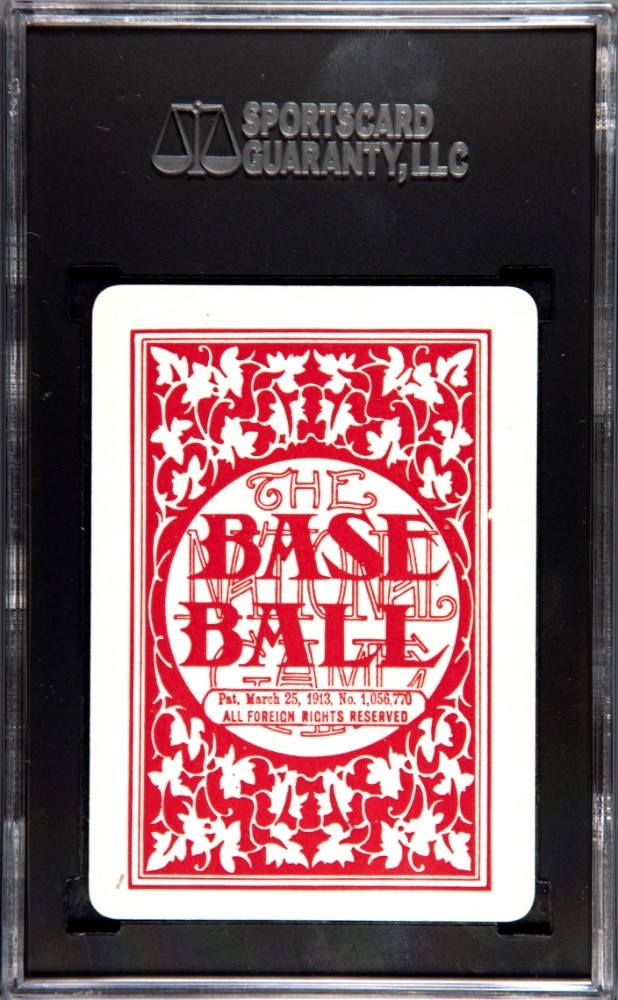 SPORTSCARD
GUARANTY, LLC
THE
NATIONAL
GAME
BASE
BALL
Pat. March 25, 1913, No. 1,056,770
ALL FOREIGN RIGHTS RESERVED